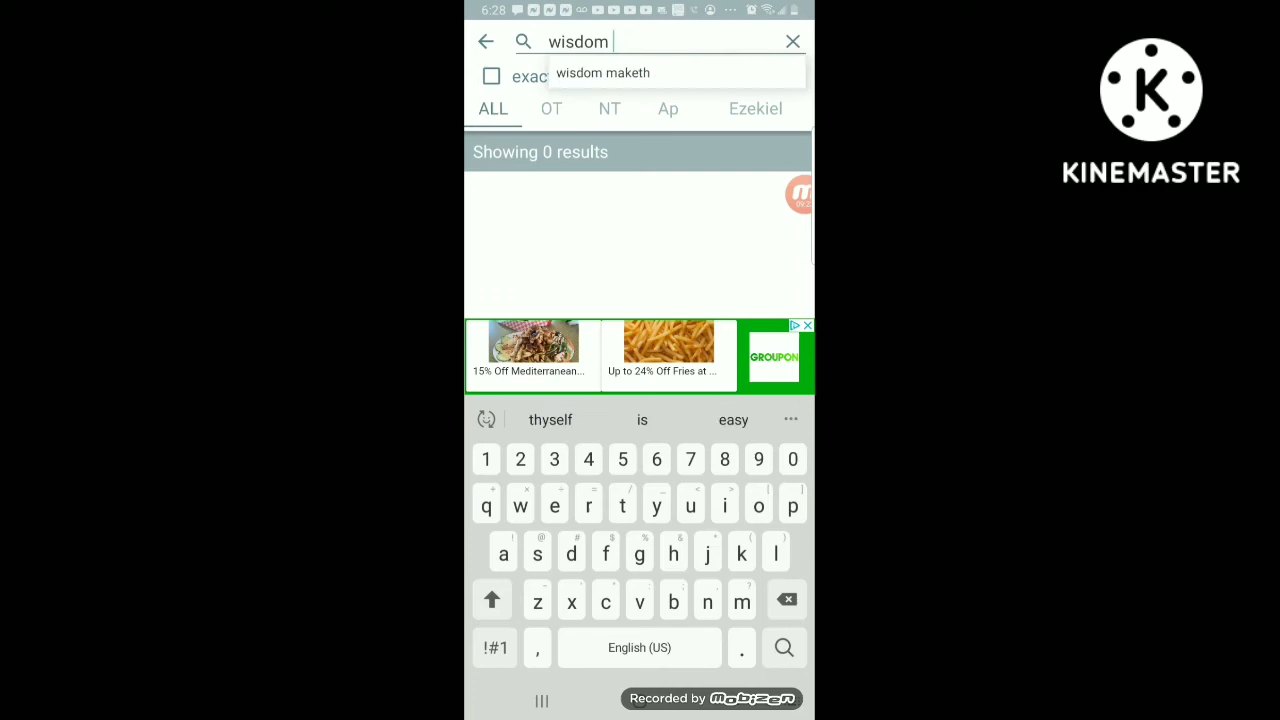 6:28
wisdom
wisdom maketh
exac
ALL OT NT Ap Ezekiel
Showing 0 results
15% Off Mediterranean...
Up to 24% Off Fries at ...
GROUPON
thyself is easy
1 2 3 4 5 6 7 8 9 0
q w e r t y u i o p
a s d f g h j k l
z x c v b n m
!#1 , English (US) .
Recorded by mobizen
K
KINEMASTER